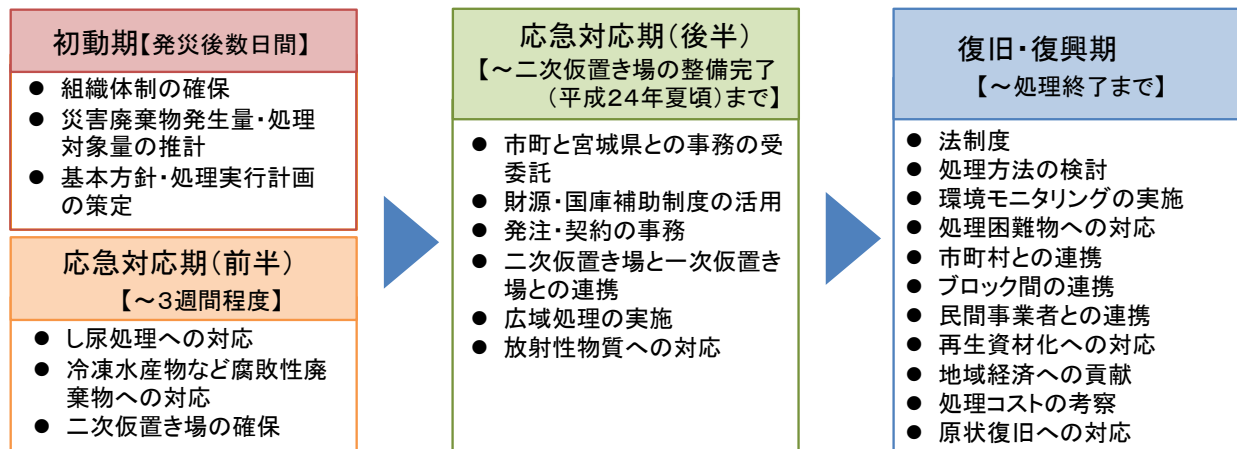 初動期【発災後数日間】
● 組織体制の確保
● 災害廃棄物発生量・処理
対象量の推計
● 基本方針・処理実行計画
の策定
応急対応期(前半)
【～3週間程度】
● し尿処理への対応
● 冷凍水産物など腐敗性廃
棄物への対応
● 二次仮置き場の確保
応急対応期(後半)
【～二次仮置き場の整備完了
(平成24年夏頃)まで】
● 市町と宮城県との事務の受
委託
● 財源・国庫補助制度の活用
● 発注・契約の事務
● 二次仮置き場と一次仮置き
場との連携
● 広域処理の実施
● 放射性物質への対応
復旧・復興期
【～処理終了まで】
● 法制度
● 処理方法の検討
● 環境モニタリングの実施
● 処理困難物への対応
● 市町村との連携
● ブロック間の連携
● 民間事業者との連携
● 再生資材化への対応
● 地域経済への貢献
● 処理コストの考察
● 原状復旧への対応